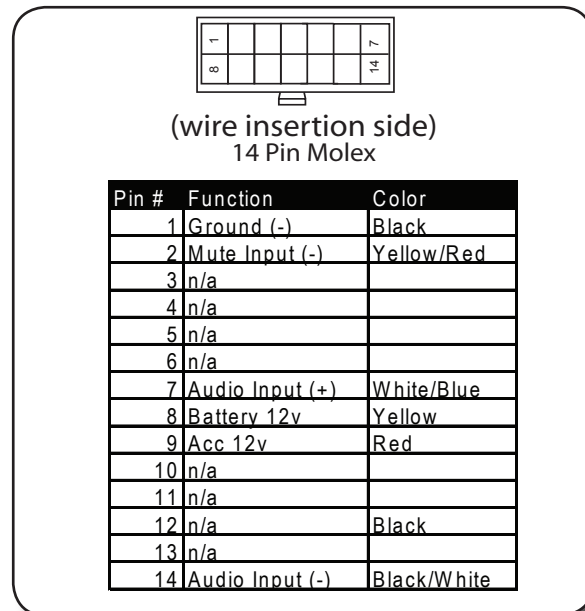 1 7
8 14
(wire insertion side)
14 Pin Molex
Pin # Function Color
1 Ground (-) Black
2 Mute Input (-) Yellow/Red
3 n/a
4 n/a
5 n/a
6 n/a
7 Audio Input (+) White/Blue
8 Battery 12v Yellow
9 Acc 12v Red
10 n/a
11 n/a
12 n/a Black
13 n/a
14 Audio Input (-) Black/White